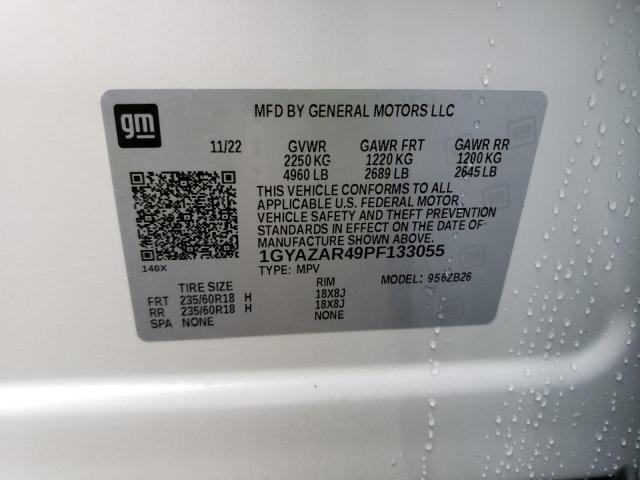 gm
MFD BY GENERAL MOTORS LLC
11/22 GVWR GAWR FRT GAWR RR
2250 KG 1220 KG 1200 KG
4960 LB 2689 LB 2645 LB
THIS VEHICLE CONFORMS TO ALL
APPLICABLE U.S. FEDERAL MOTOR
VEHICLE SAFETY AND THEFT PREVENTION
STANDARDS IN EFFECT ON THE DATE OF
MANUFACTURE SHOWN ABOVE.
1GYAZAR49PF133055
140X
TYPE: MPV MODEL:
TIRE SIZE RIM
FRT 235/60R18 H 18X8J
RR 235/60R18 H 18X8J
SPA NONE NONE